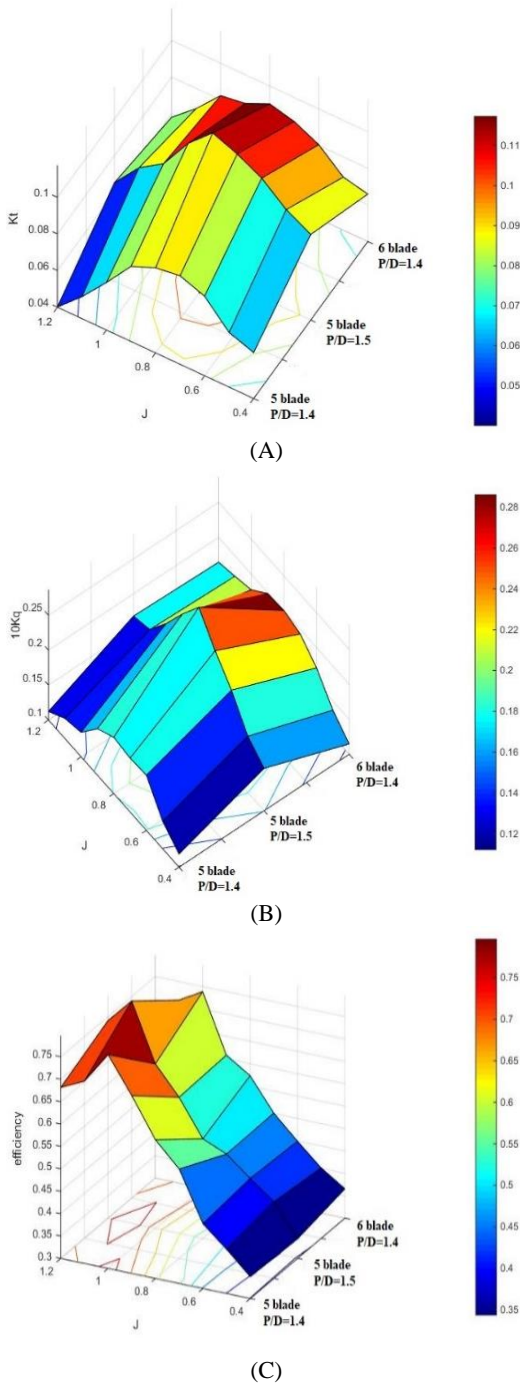 0.1
0.08
0.06
0.04
Kt
1.2
1
0.8
0.6
0.4
J
6 blade
P/D=1.4
5 blade
P/D=1.5
5 blade
P/D=1.4
0.11
0.1
0.09
0.08
0.07
0.06
0.05
(A)
0.25
0.2
0.15
0.1
10Kq
1.2
1
0.8
0.6
0.4
J
6 blade
P/D=1.4
5 blade
P/D=1.5
5 blade
P/D=1.4
0.28
0.26
0.24
0.22
0.2
0.18
0.16
0.14
0.12
(B)
0.75
0.7
0.65
0.6
0.55
0.5
0.45
0.4
0.35
0.3
efficiency
1.2
1
0.8
0.6
0.4
J
6 blade
P/D=1.4
5 blade
P/D=1.5
5 blade
P/D=1.4
0.75
0.7
0.65
0.6
0.55
0.5
0.45
0.4
0.35
(C)